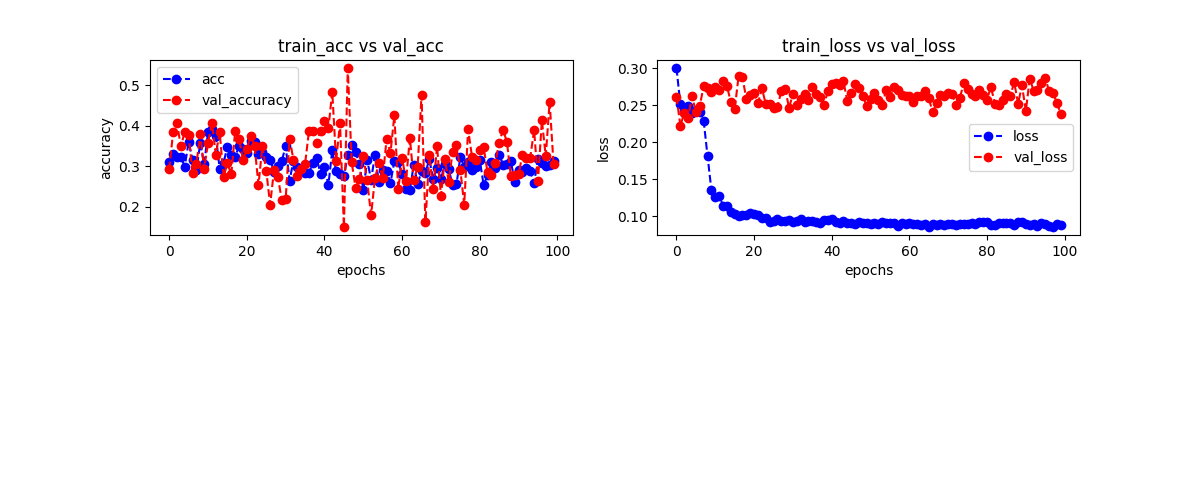 train_acc vs val_acc
acc
val_accuracy
accuracy
0.5
0.4
0.3
0.2
0 20 40 60 80 100
epochs
train_loss vs val_loss
loss
val_loss
loss
0.30
0.25
0.20
0.15
0.10
0 20 40 60 80 100
epochs